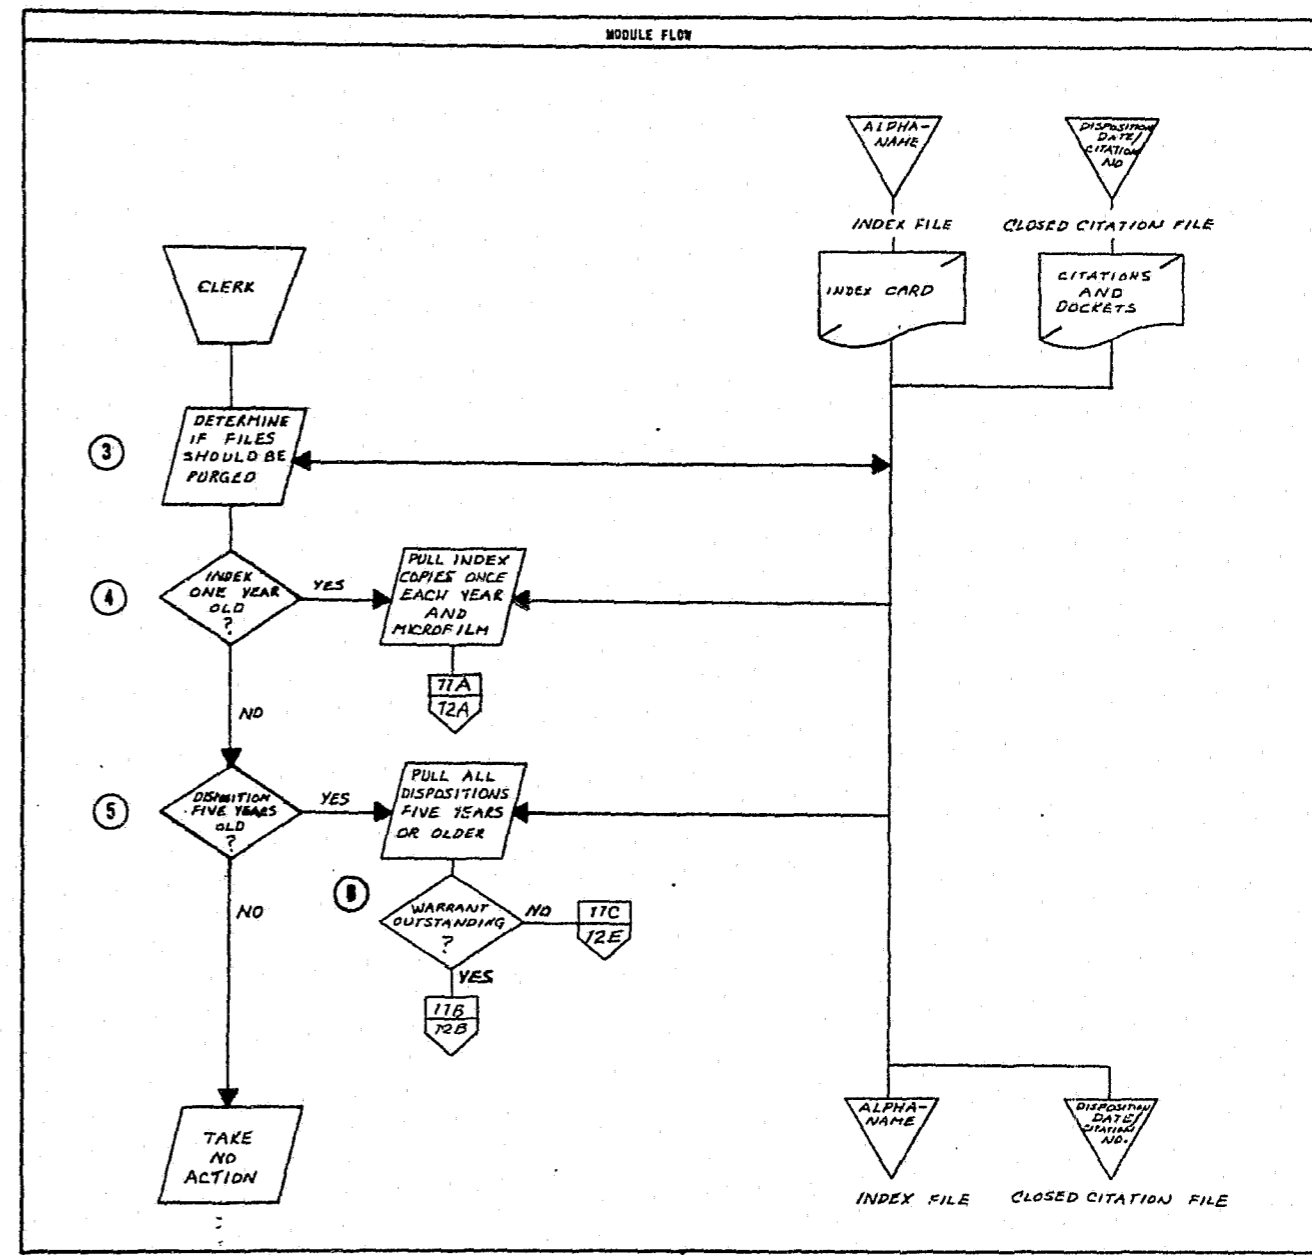 MODULE FLOW
ALPHA-
NAME
DISPOSITION
DATE/
CITATION
NO
INDEX FILE
CLOSED CITATION FILE
CLERK
INDEX CARD
CITATIONS
AND
DOCKETS
3
DETERMINE
IF FILES
SHOULD BE
PURGED
4
INDEX
ONE YEAR
OLD
?
YES
PULL INDEX
COPIES ONCE
EACH YEAR
AND
MICROFILM
11A
12A
NO
5
DISPOSITION
FIVE YEARS
OLD
?
YES
PULL ALL
DISPOSITIONS
FIVE YEARS
OR OLDER
NO
WARRANT
OUTSTANDING
?
NO
11C
12E
YES
11B
12B
TAKE
NO
ACTION
ALPHA-
NAME
DISPOSITION
DATE/
CITATION
NO.
INDEX FILE
CLOSED CITATION FILE